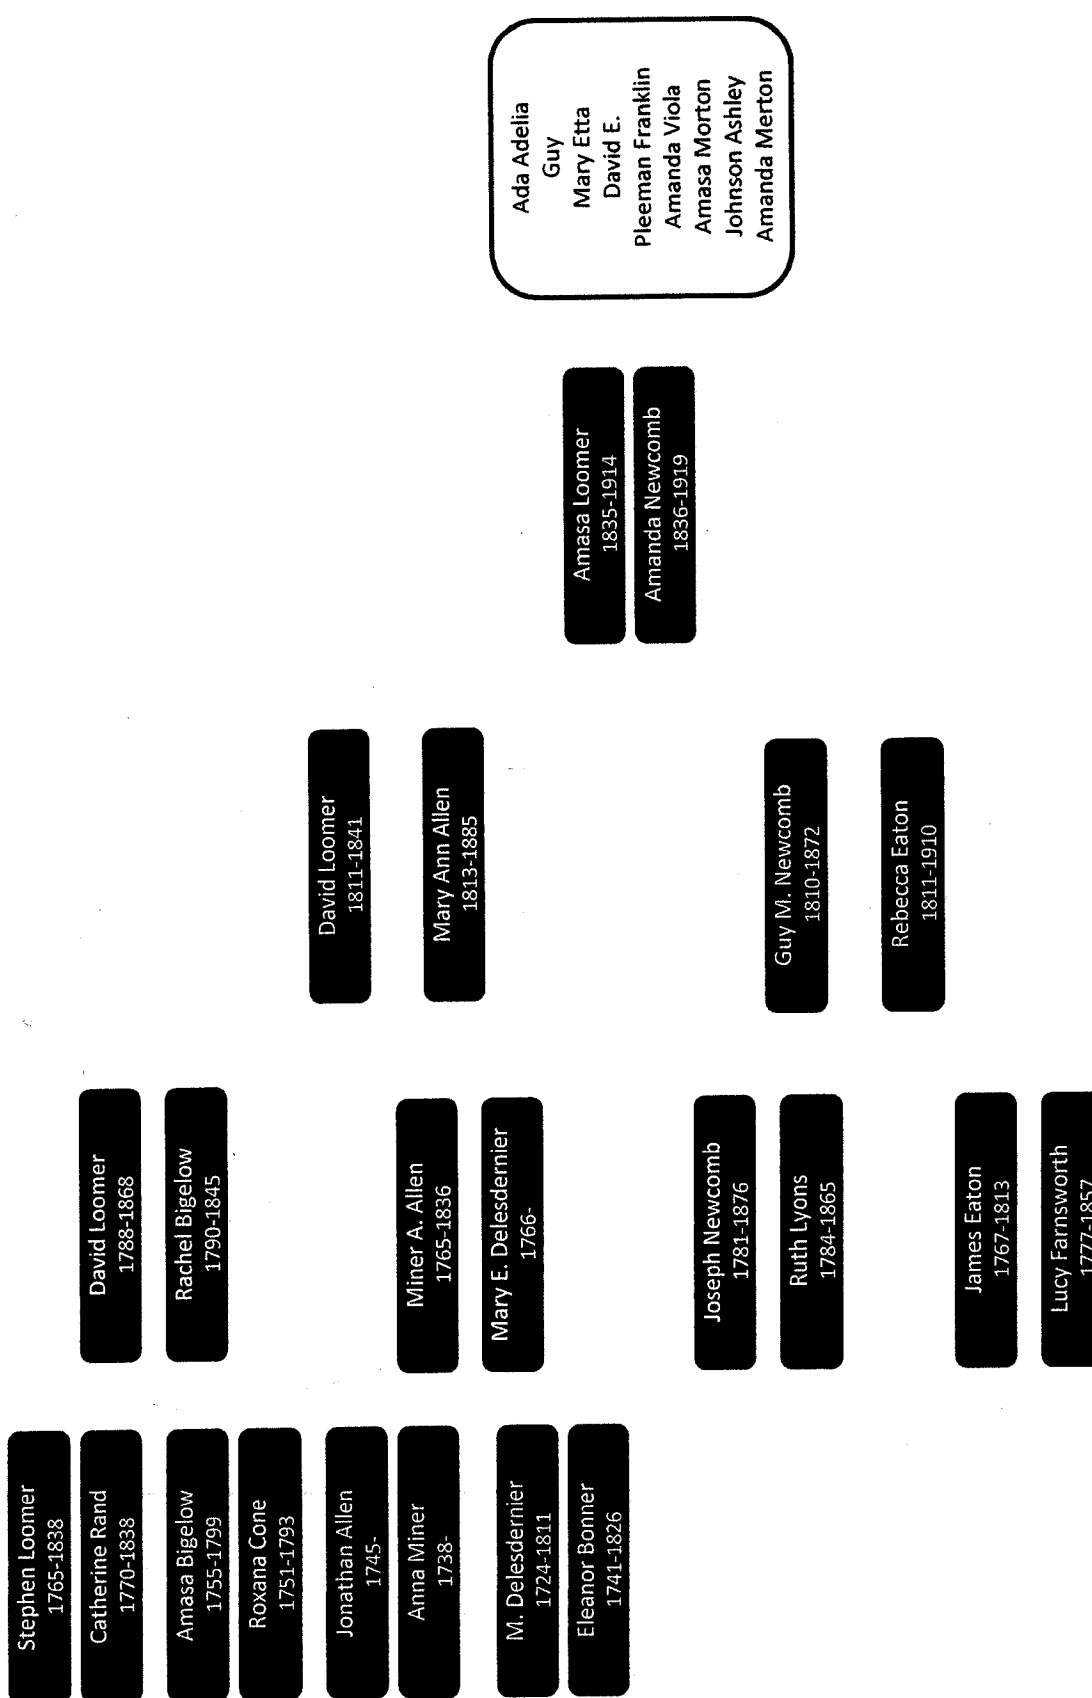 Stephen Loomer
1765-1838
Catherine Rand
1770-1838
Amasa Bigelow
1755-1799
Roxana Cone
1751-1793
Jonathan Allen
1745-
Anna Miner
1738-
M. Delesdernier
1724-1811
Eleanor Bonner
1741-1826
David Loomer
1788-1868
Rachel Bigelow
1790-1845
Miner A. Allen
1765-1836
Mary E. Delesdernier
1766-
Joseph Newcomb
1781-1876
Ruth Lyons
1784-1865
James Eaton
1767-1813
Lucy Farnsworth
1777-1857
David Loomer
1811-1841
Mary Ann Allen
1813-1885
Guy M. Newcomb
1810-1872
Rebecca Eaton
1811-1910
Amasa Loomer
1835-1914
Amanda Newcomb
1836-1919
Ada Adelia
Guy
Mary Etta
David E.
Pleeman Franklin
Amanda Viola
Amasa Morton
Johnson Ashley
Amanda Merton